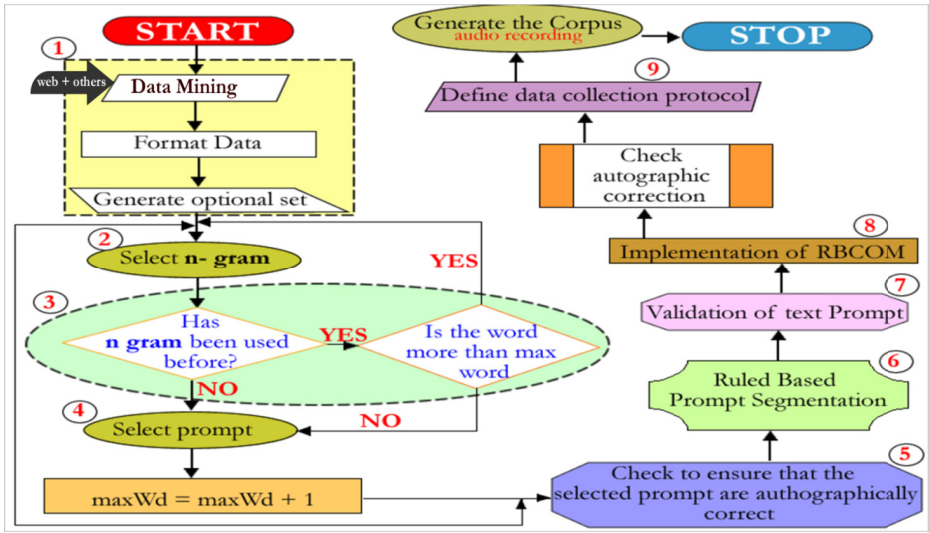 START
1
web + others
Data Mining
Format Data
Generate optional set
2
Select n- gram
3
Has
n gram been used
before?
YES
Is the word
more than max
word
YES
NO
NO
4
Select prompt
maxWd = maxWd + 1
5
Check to ensure that the
selected prompt are authographically
correct
6
Ruled Based
Prompt Segmentation
7
Validation of text Prompt
8
Implementation of RBCOM
Check
autographic
correction
9
Define data collection protocol
Generate the Corpus
audio recording
STOP